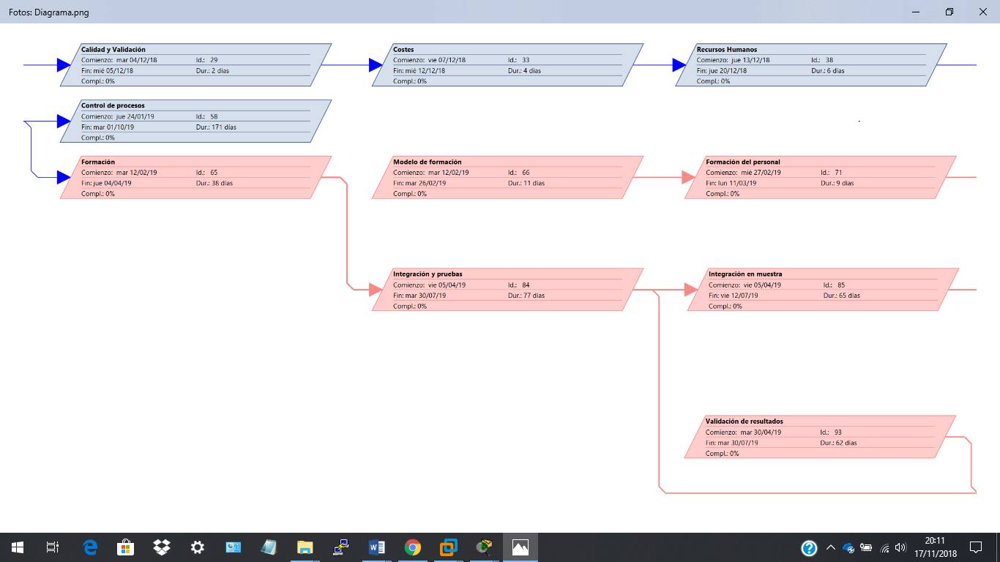 Fotos: Diagrama.png
Calidad y Validación
Comienzo: mar 04/12/18 Id.: 29
Fin: mié 05/12/18 Dur.: 2 días
Compl.: 0%
Costes
Comienzo: vie 07/12/18 Id.: 33
Fin: mié 12/12/18 Dur.: 4 días
Compl.: 0%
Recursos Humanos
Comienzo: jue 13/12/18 Id.: 38
Fin: jue 20/12/18 Dur.: 6 días
Compl.: 0%
Control de procesos
Comienzo: jue 24/01/19 Id.: 58
Fin: mar 01/10/19 Dur.: 171 días
Compl.: 0%
Formación
Comienzo: mar 12/02/19 Id.: 65
Fin: jue 04/04/19 Dur.: 38 días
Compl.: 0%
Modelo de formación
Comienzo: mar 12/02/19 Id.: 66
Fin: mar 26/02/19 Dur.: 11 días
Compl.: 0%
Formación del personal
Comienzo: mié 27/02/19 Id.: 71
Fin: lun 11/03/19 Dur.: 9 días
Compl.: 0%
Integración y pruebas
Comienzo: vie 05/04/19 Id.: 84
Fin: mar 30/07/19 Dur.: 77 días
Compl.: 0%
Integración en muestra
Comienzo: vie 05/04/19 Id.: 85
Fin: vie 12/07/19 Dur.: 65 días
Compl.: 0%
Validación de resultados
Comienzo: mar 30/04/19 Id.: 93
Fin: mar 30/07/19 Dur.: 62 días
Compl.: 0%
20:11
17/11/2018